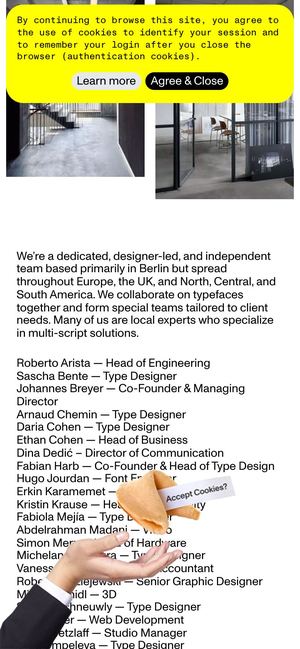 By continuing to browse this site, you agree to
the use of cookies to identify your session and
to remember your login after you close the
browser (authentication cookies).
Learn more
Agree & Close
We're a dedicated, designer-led, and independent
team based primarily in Berlin but spread
throughout Europe, the UK, and North, Central, and
South America. We collaborate on typefaces
together and form special teams tailored to client
needs. Many of us are local experts who specialize
in multi-script solutions.
Roberto Arista — Head of Engineering
Sascha Bente — Type Designer
Johannes Breyer — Co-Founder & Managing
Director
Arnaud Chemin — Type Designer
Daria Cohen — Type Designer
Ethan Cohen — Head of Business
Dina Dedić – Director of Communication
Fabian Harb — Co-Founder & Head of Type Design
Hugo Jourdan — Font
Erkin Karamemet —
Accept Cookies?
Kristin Krause —
Fabiola Mejía —
Abdelrahman Madani —
Simon of Hardware
— Senior Graphic Designer
— 3D
— Type Designer
— Web Development
— Studio Manager
— Type Designer